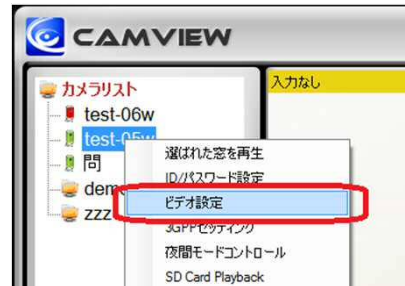 CAMVIEW
カメラリスト
入力なし
test-06w
test-05w
選ばれた窓を再生
問
ID/パスワード設定
dem
ビデオ設定
zzz
3GPPセッティング
夜間モードコントロール
SD Card Playback